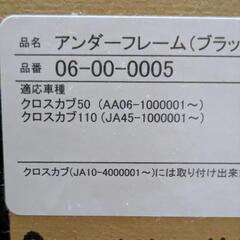 品名 アンダーフレーム(ブラッ
品番 06-00-0005
適応車種
クロスカブ50 (AA06-1000001〜)
クロスカブ110 (JA45-1000001〜)
クロスカブ(JA10-4000001〜)には取り付け出来ま